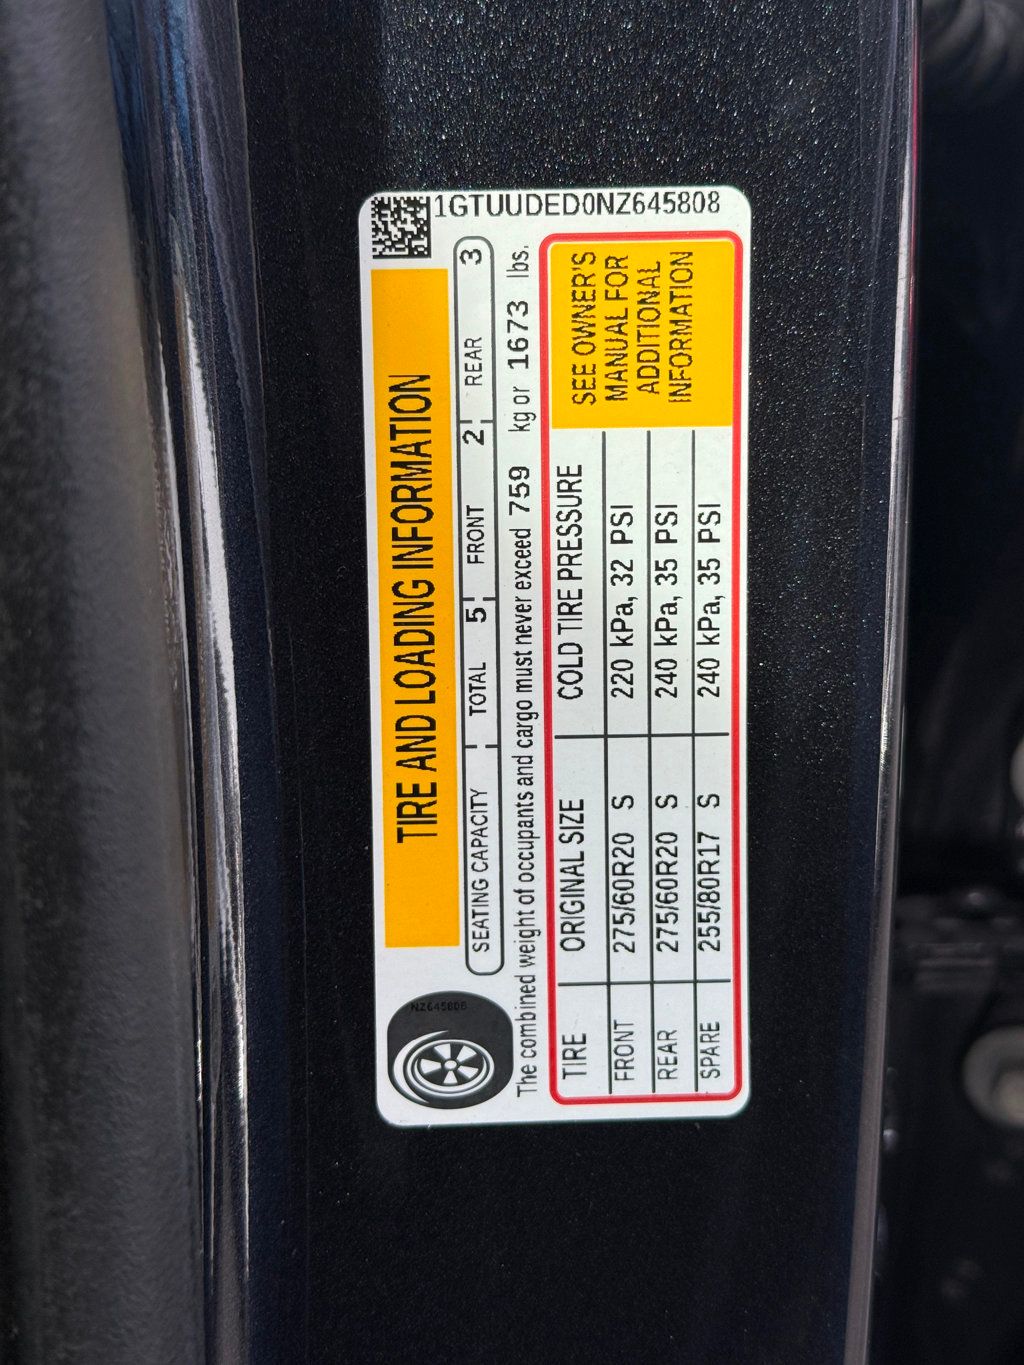 1GTUUDED0NZ645808
TIRE AND LOADING INFORMATION
SEATING CAPACITY TOTAL 5 FRONT 2 REAR 3
The combined weight of occupants and cargo must never exceed 759 kg or 1673 lbs.
TIRE ORIGINAL SIZE COLD TIRE PRESSURE
FRONT 275/60R20 S 220 kPa, 32 PSI
REAR 275/60R20 S 240 kPa, 35 PSI
SPARE 255/80R17 S 240 kPa, 35 PSI
SEE OWNER'S
MANUAL FOR
ADDITIONAL
INFORMATION
NZ645808